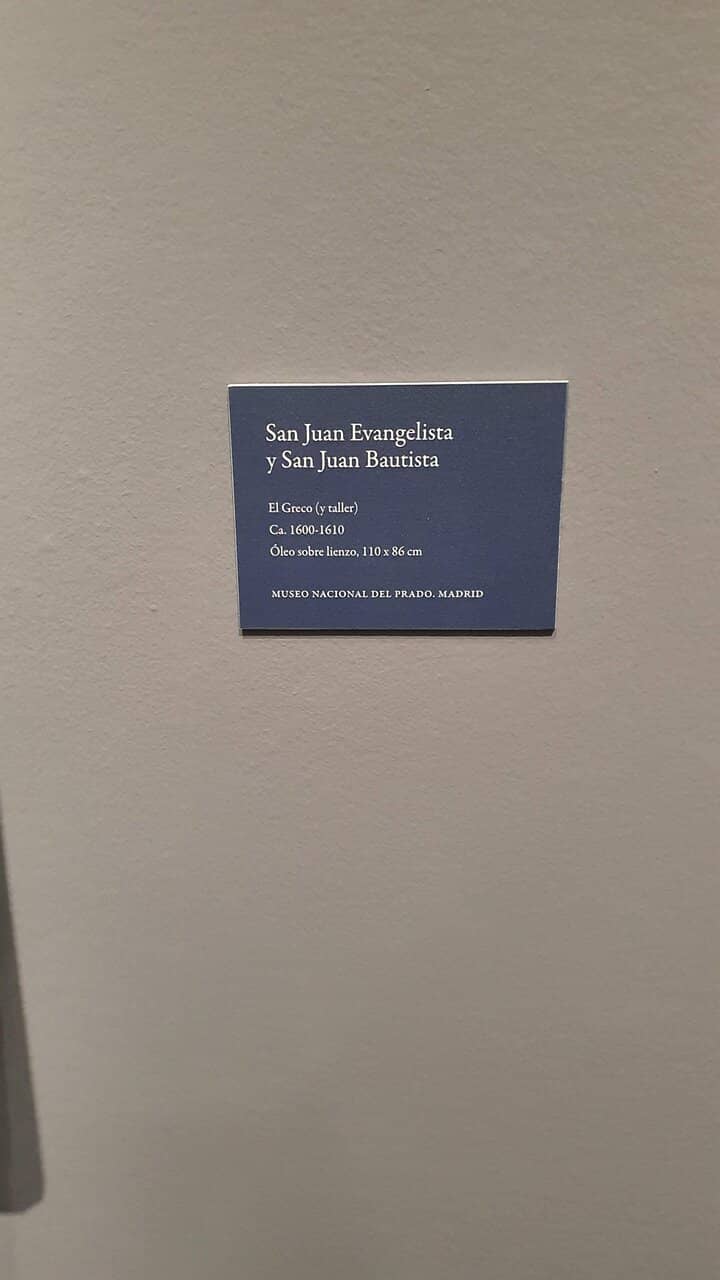 San Juan Evangelista
y San Juan Bautista
El Greco (y taller)
Ca. 1600-1610
Óleo sobre lienzo, 110 x 86 cm
MUSEO NACIONAL DEL PRADO. MADRID